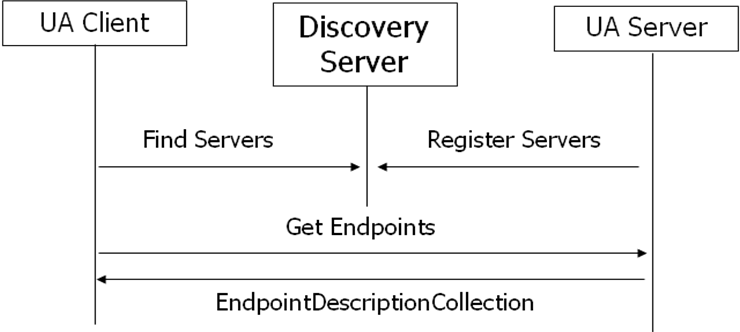 UA Client
Discovery
Server
UA Server
Find Servers
Register Servers
Get Endpoints
EndpointDescriptionCollection